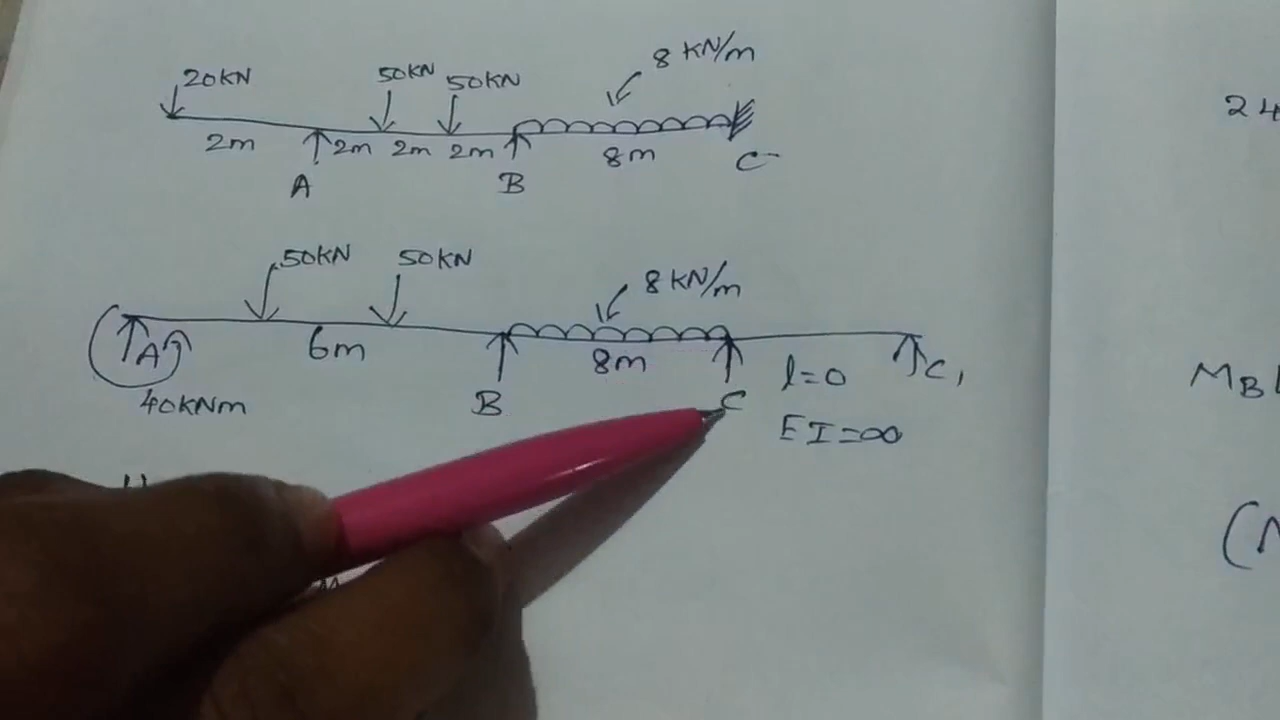 20KN 50KN 50KN 8 KN/m
2m 2m 2m 2m 8m
A B C
50KN 50KN 8 KN/m
A 6m 8m l=0 C1
40KNm B C EI=∞
24
MB
(M